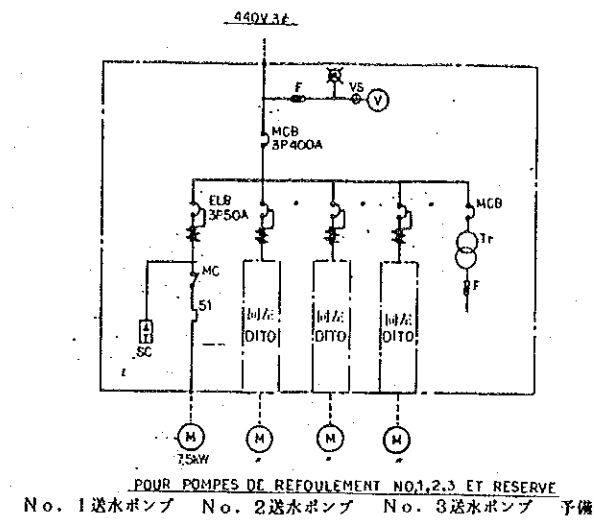 440V 3ɸ
F
VS
V
MCB
3P400A
ELB
3P50A
MCB
Tr
MC
F
51
同左 同左 同左
DITO DITO DITO
SC
M M M M
7.5kW
POUR POMPES DE REFOULEMENT NO,1,2.3 ET RESERVE
No. 1送水ポンプ No. 2送水ポンプ No. 3送水ポンプ 予備